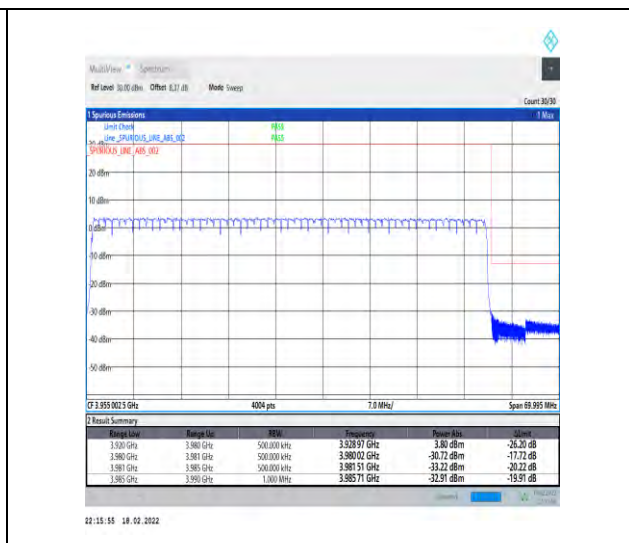 MultiView Spectrum
Ref Level 30.00 dBm Offset 8.37 dB Mode Sweep
Count 30/30
1 Spurious Emissions 1 Max
Limit Check PASS
Line _SPURIOUS_LINE_ABS_002 PASS
30 dBm
_SPURIOUS_LINE_ABS_002
20 dBm
10 dBm
0 dBm
-10 dBm
-20 dBm
-30 dBm
-40 dBm
-50 dBm
CF 3.955 002 5 GHz 4004 pts 7.0 MHz/ Span 69.995 MHz
2 Result Summary
Range Low Range Up RBW Frequency Power Abs ΔLimit
3.920 GHz 3.980 GHz 500.000 kHz 3.928 97 GHz 3.80 dBm -26.20 dB
3.980 GHz 3.981 GHz 500.000 kHz 3.980 02 GHz -30.72 dBm -17.72 dB
3.981 GHz 3.985 GHz 500.000 kHz 3.981 51 GHz -33.22 dBm -20.22 dB
3.985 GHz 3.990 GHz 1.000 MHz 3.985 71 GHz -32.91 dBm -19.91 dB
22:15:55 18.02.2022